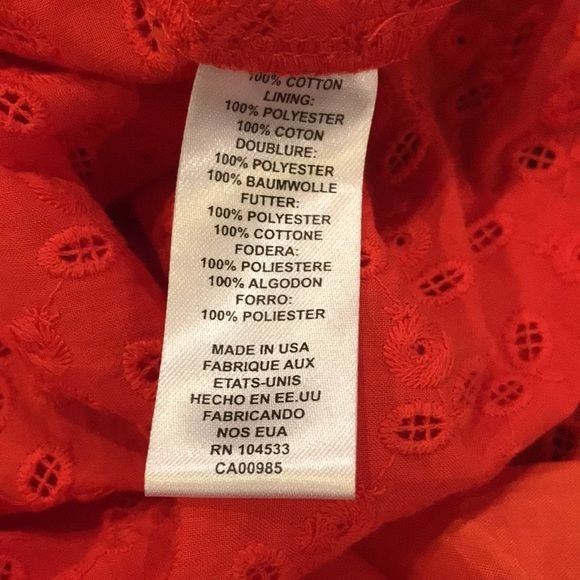 100% COTTON
LINING:
100% POLYESTER
100% COTON
DOUBLURE:
100% POLYESTER
100% BAUMWOLLE
FUTTER:
100% POLYESTER
100% COTTONE
FODERA:
100% POLIESTERE
100% ALGODON
FORRO:
100% POLIESTER
MADE IN USA
FABRIQUE AUX
ETATS-UNIS
HECHO EN EE.UU
FABRICANDO
NOS EUA
RN 104533
CA00985